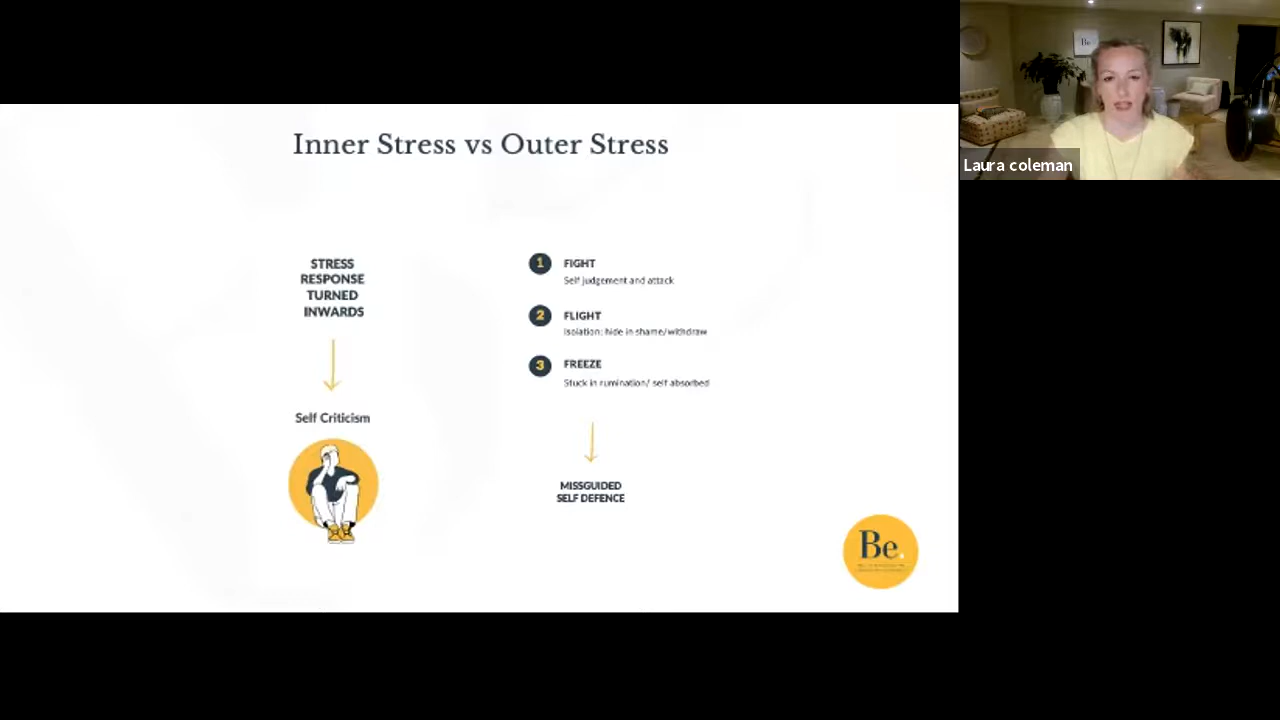 Inner Stress vs Outer Stress
STRESS
RESPONSE
TURNED
INWARDS
Self Criticism
1
FIGHT
Self judgement and attack
2
FLIGHT
Isolation: hide in shame/withdraw
3
FREEZE
Stuck in rumination/ self absorbed
MISSGUIDED
SELF DEFENCE
Be.
Be.
Laura coleman